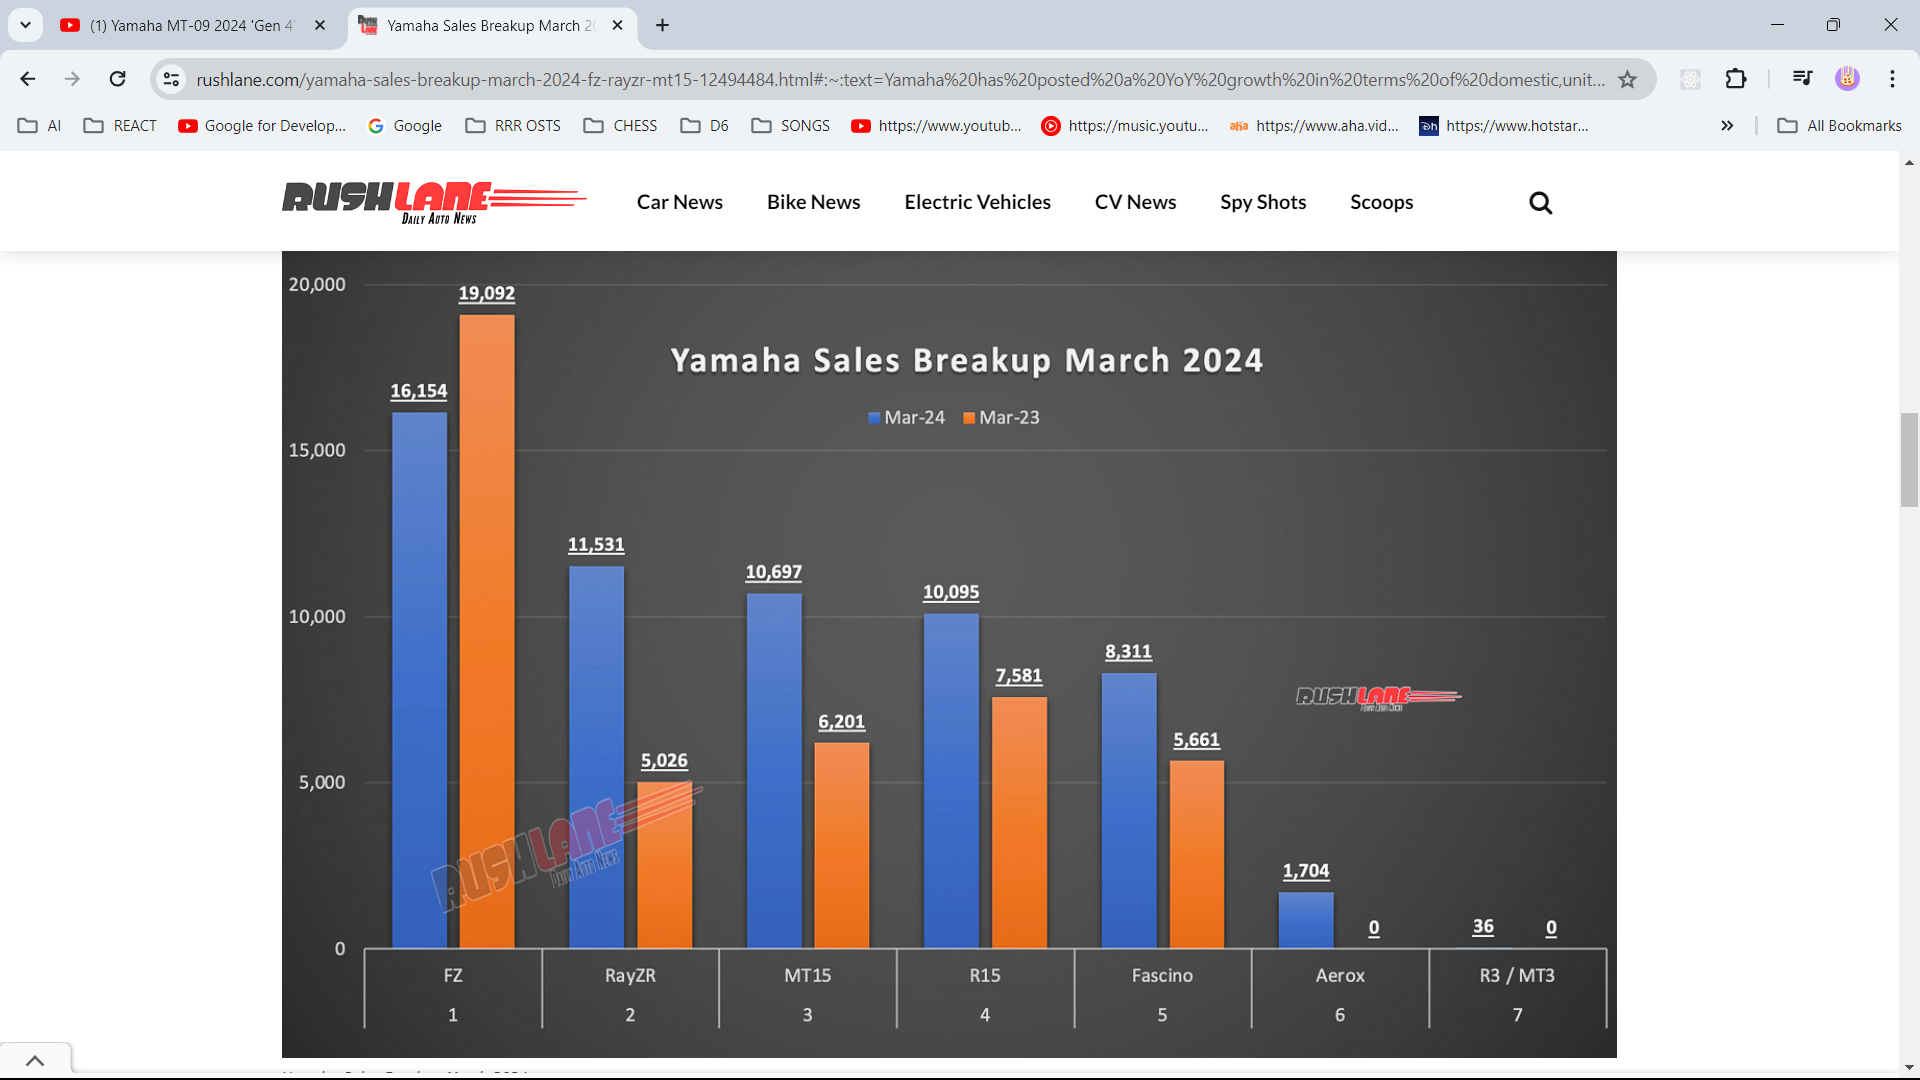 (1) Yamaha MT-09 2024 'Gen 4'
Yamaha Sales Breakup March 20
rushlane.com/yamaha-sales-breakup-march-2024-fz-rayzr-mt15-12494484.html#:~:text=Yamaha%20has%20posted%20a%20YoY%20growth%20in%20terms%20of%20domestic,unit...
AI REACT Google for Develop... Google RRR OSTS CHESS D6 SONGS https://www.youtub... https://music.youtu... aha https://www.aha.vid... https://www.hotstar... » All Bookmarks
RUSHLANE
DAILY AUTO NEWS
Car News Bike News Electric Vehicles CV News Spy Shots Scoops
Yamaha Sales Breakup March 2024
Mar-24 Mar-23
20,000
15,000
10,000
5,000
0
16,154 19,092
11,531 5,026
10,697 6,201
10,095 7,581
8,311 5,661
1,704 0
36 0
RUSHLANE
RUSHLANE
DAILY AUTO NEWS
FZ RayZR MT15 R15 Fascino Aerox R3 / MT3
1 2 3 4 5 6 7